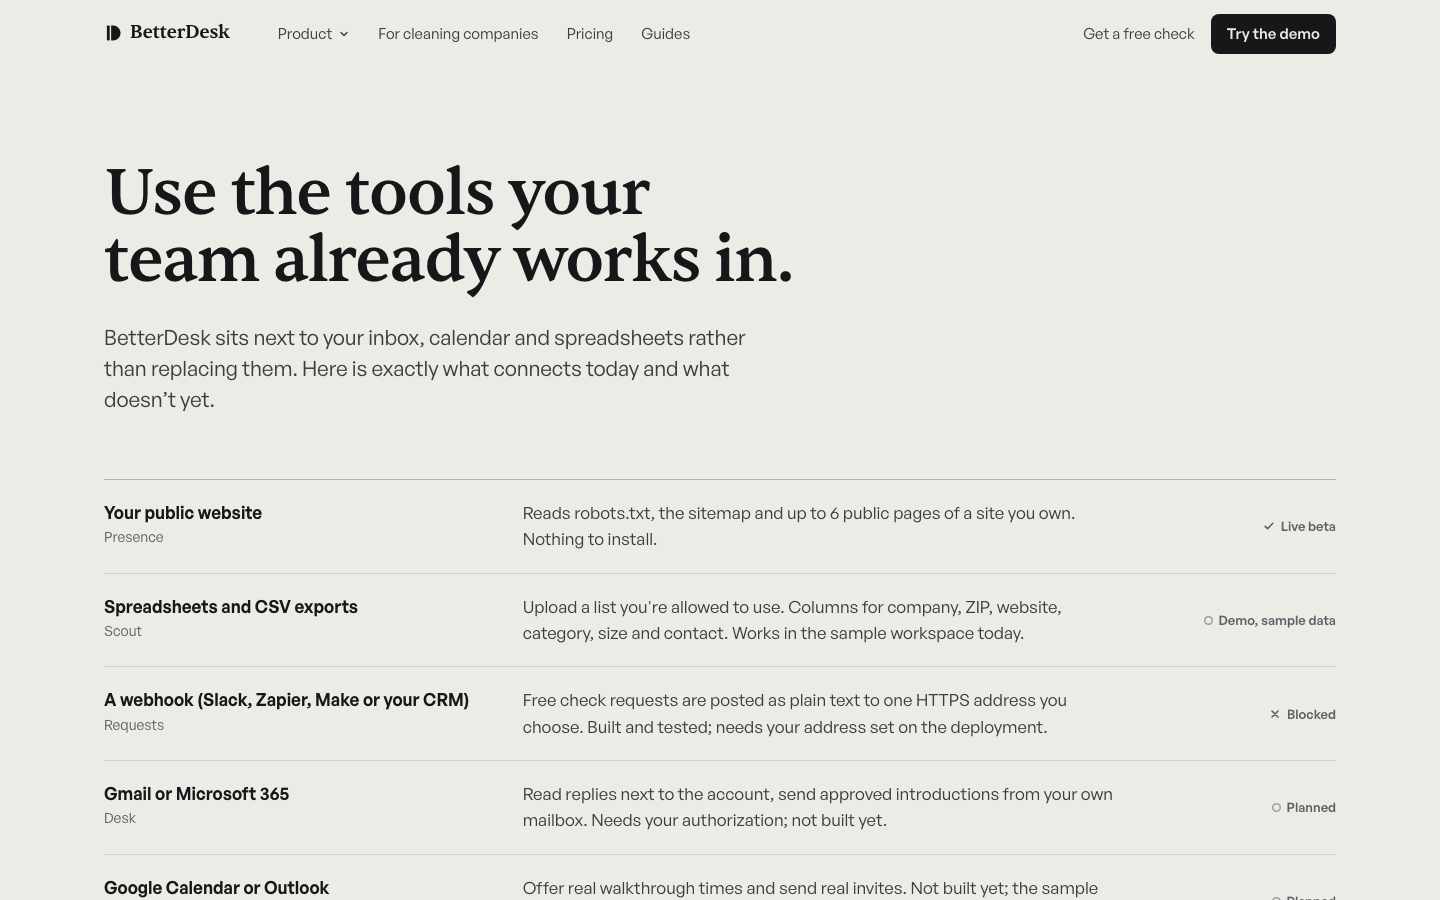 BetterDesk
Product
For cleaning companies
Pricing
Guides
Get a free check
Try the demo
Use the tools your
team already works in.
BetterDesk sits next to your inbox, calendar and spreadsheets rather
than replacing them. Here is exactly what connects today and what
doesn’t yet.
Your public website
Presence
Reads robots.txt, the sitemap and up to 6 public pages of a site you own.
Nothing to install.
Live beta
Spreadsheets and CSV exports
Scout
Upload a list you're allowed to use. Columns for company, ZIP, website,
category, size and contact. Works in the sample workspace today.
Demo, sample data
A webhook (Slack, Zapier, Make or your CRM)
Requests
Free check requests are posted as plain text to one HTTPS address you
choose. Built and tested; needs your address set on the deployment.
Blocked
Gmail or Microsoft 365
Desk
Read replies next to the account, send approved introductions from your own
mailbox. Needs your authorization; not built yet.
Planned
Google Calendar or Outlook
Offer real walkthrough times and send real invites. Not built yet; the sample
Planned